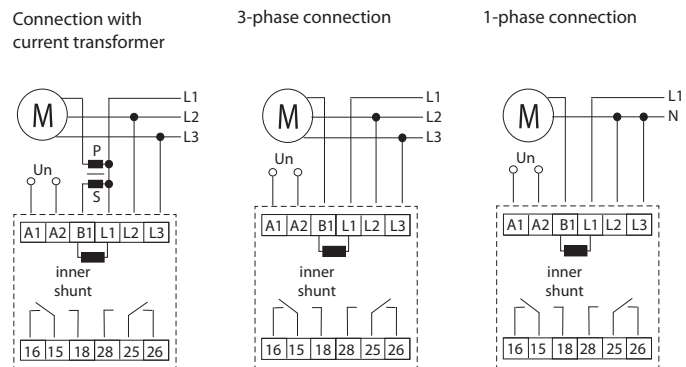 Connection with
current transformer
M
L1
L2
L3
P
S
Un
A1 A2 B1 L1 L2 L3
inner
shunt
16 15 18 28 25 26
3-phase connection
M
L1
L2
L3
Un
A1 A2 B1 L1 L2 L3
inner
shunt
16 15 18 28 25 26
1-phase connection
M
L1
N
Un
A1 A2 B1 L1 L2 L3
inner
shunt
16 15 18 28 25 26